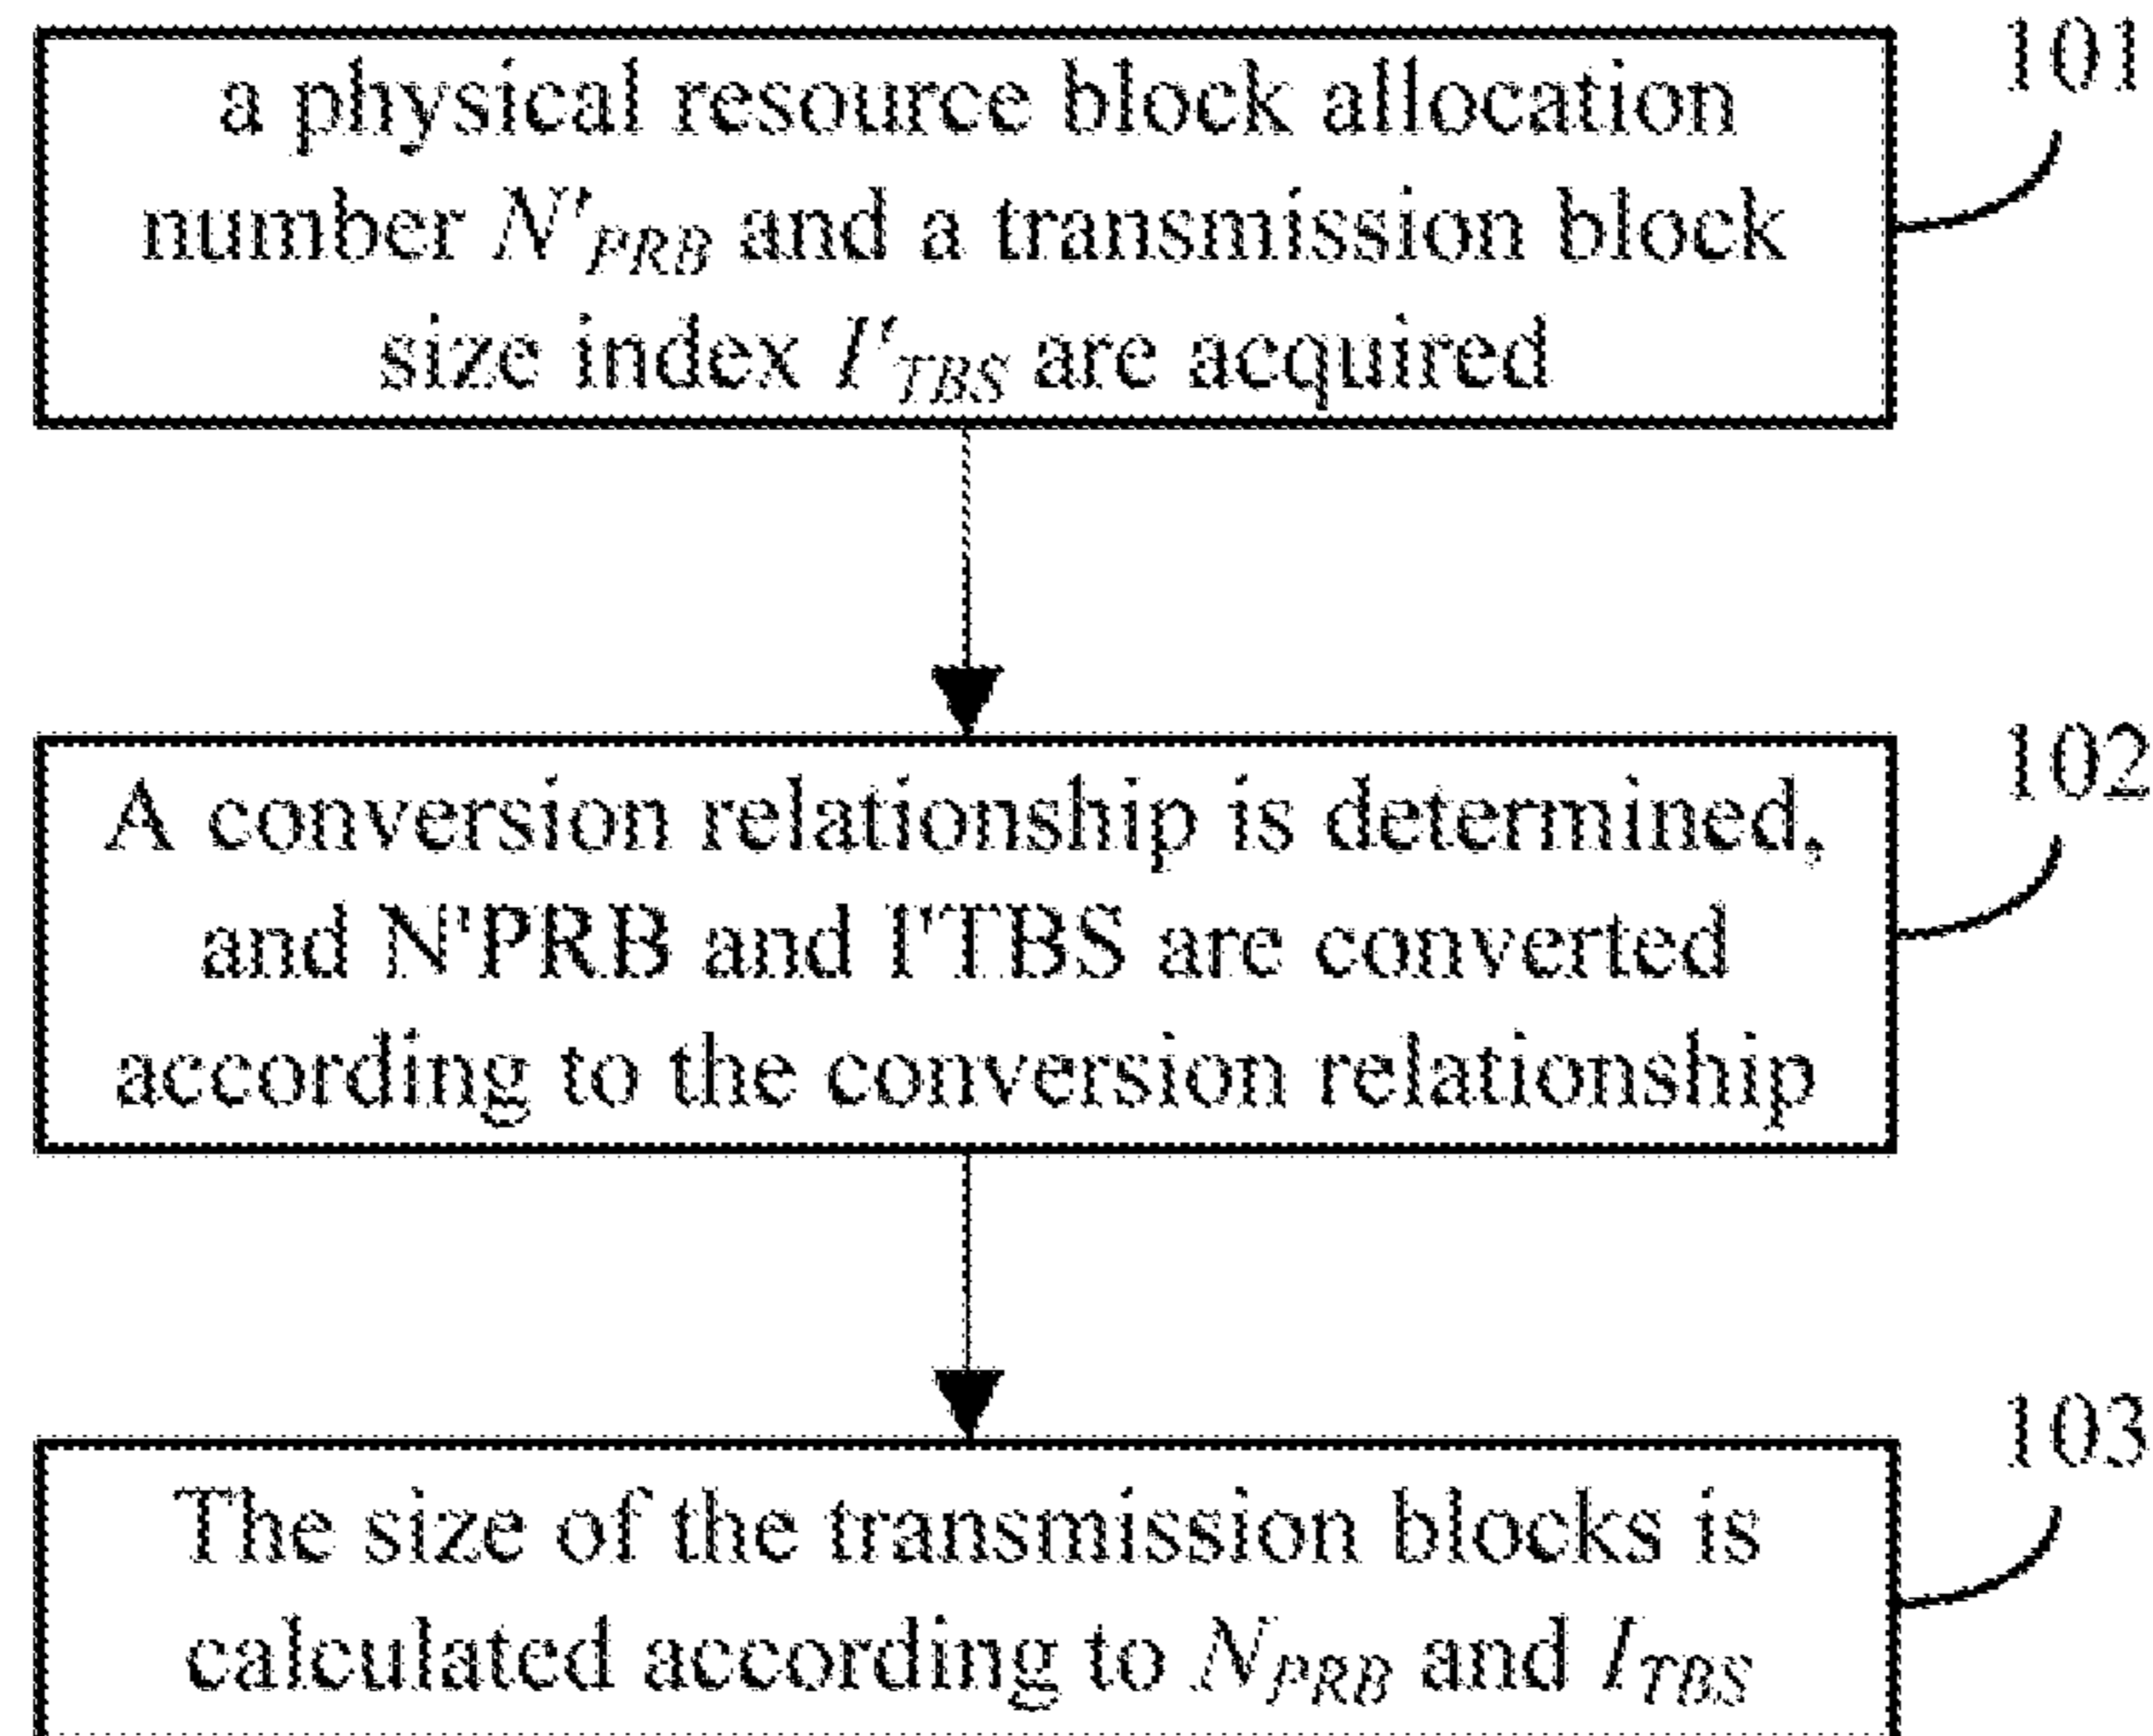 101
a physical resource block allocation
number N'PRB and a transmission block
size index I'TBS are acquired
102
A conversion relationship is determined,
and N'PRB and I'TBS are converted
according to the conversion relationship
103
The size of the transmission blocks is
calculated according to NPRB and ITBS